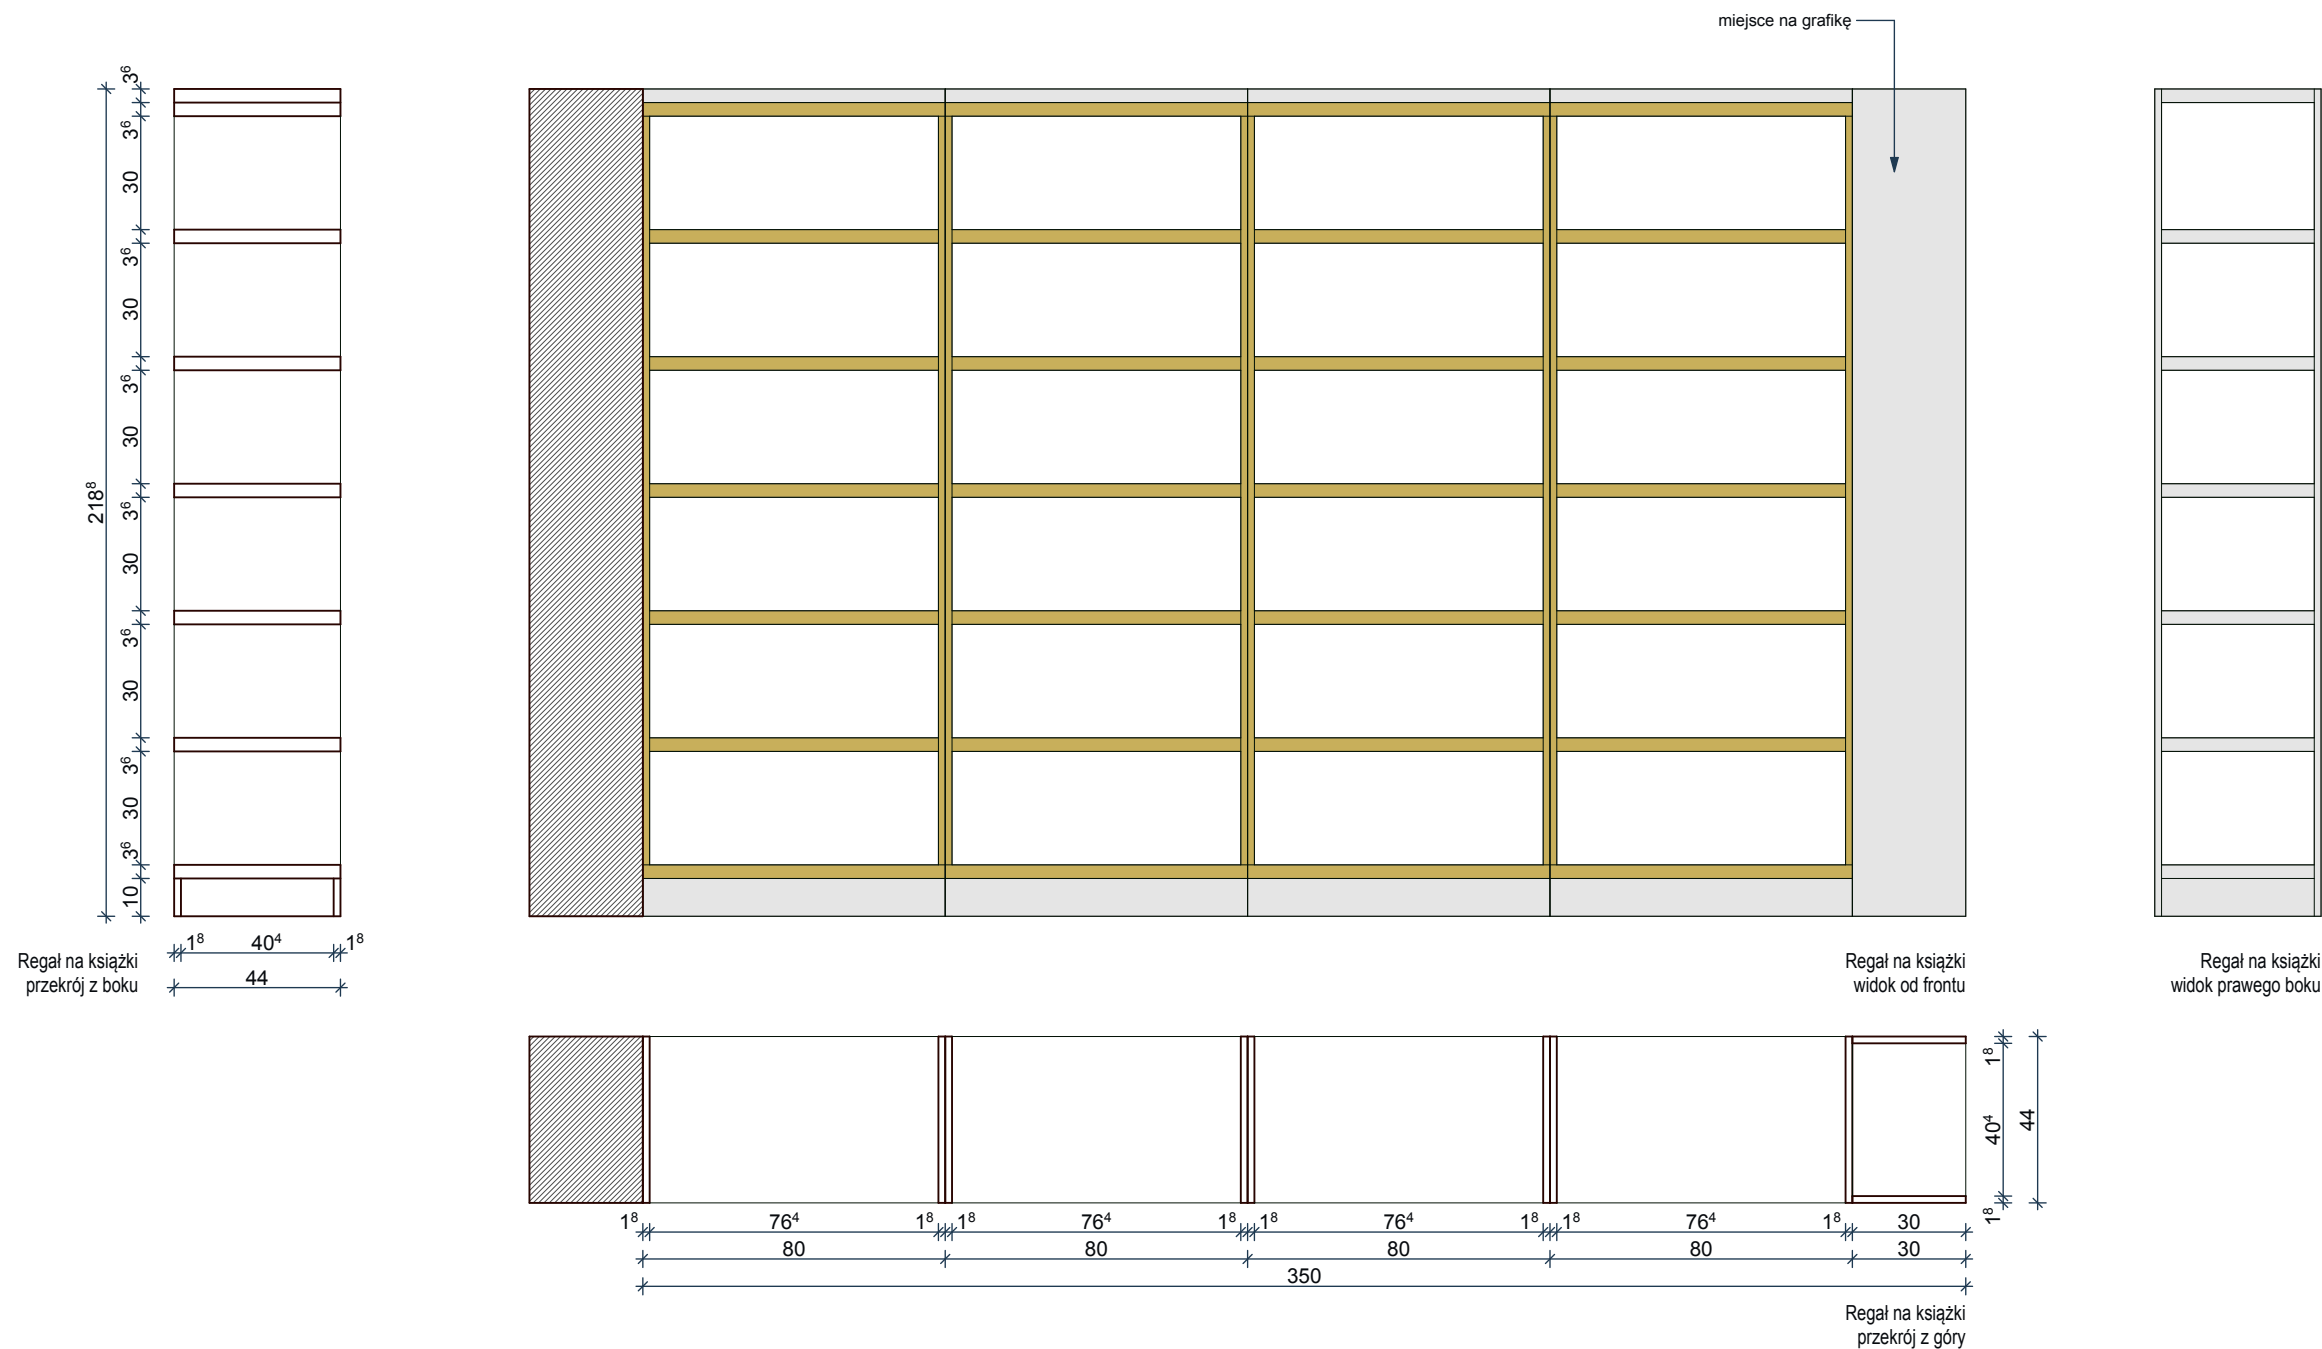 miejsce na grafikę
3⁶
3⁶
30
3⁶
30
3⁶
30
218⁸
3⁶
30
3⁶
30
3⁶
30
3⁶
10
1⁸ 40⁴ 1⁸
44
Regał na książki
przekrój z boku
Regał na książki
widok od frontu
Regał na książki
widok prawego boku
1⁸
40⁴
44
1⁸
1⁸ 76⁴ 1⁸ 1⁸ 76⁴ 1⁸ 1⁸ 76⁴ 1⁸ 1⁸ 76⁴ 1⁸ 30
80 80 80 80 30
350
Regał na książki
przekrój z góry